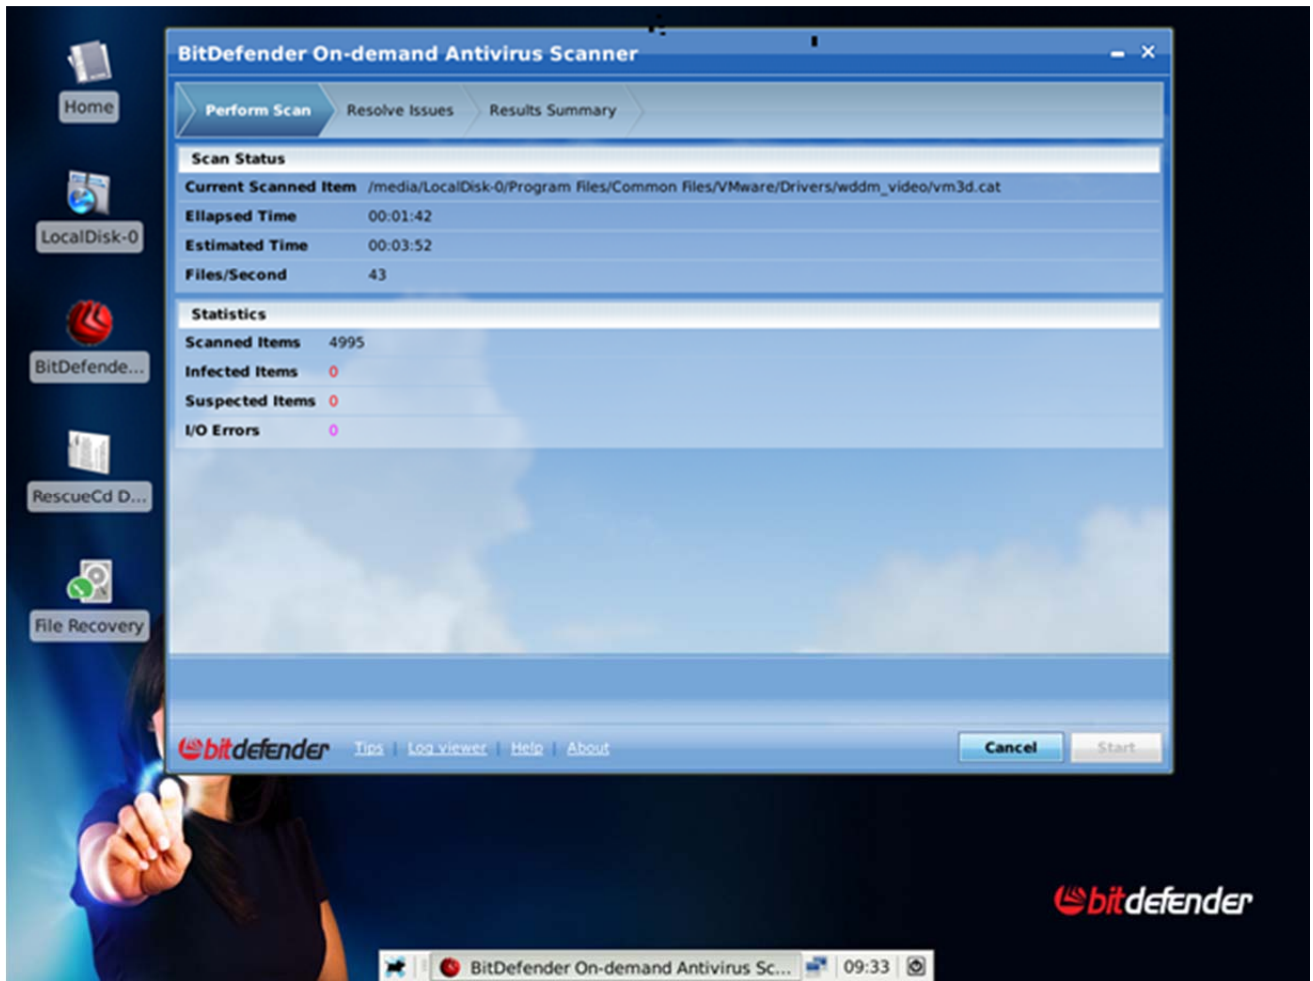 BitDefender On-demand Antivirus Scanner
Perform Scan Resolve Issues Results Summary
Scan Status
Current Scanned Item /media/LocalDisk-0/Program Files/Common Files/VMware/Drivers/wddm_video/vm3d.cat
Ellapsed Time 00:01:42
Estimated Time 00:03:52
Files/Second 43
Statistics
Scanned Items 4995
Infected Items 0
Suspected Items 0
I/O Errors 0
bitdefender Tips | Log viewer | Help | About Cancel Start
Home
LocalDisk-0
BitDefende...
RescueCd D...
File Recovery
bitdefender
BitDefender On-demand Antivirus Sc... 09:33